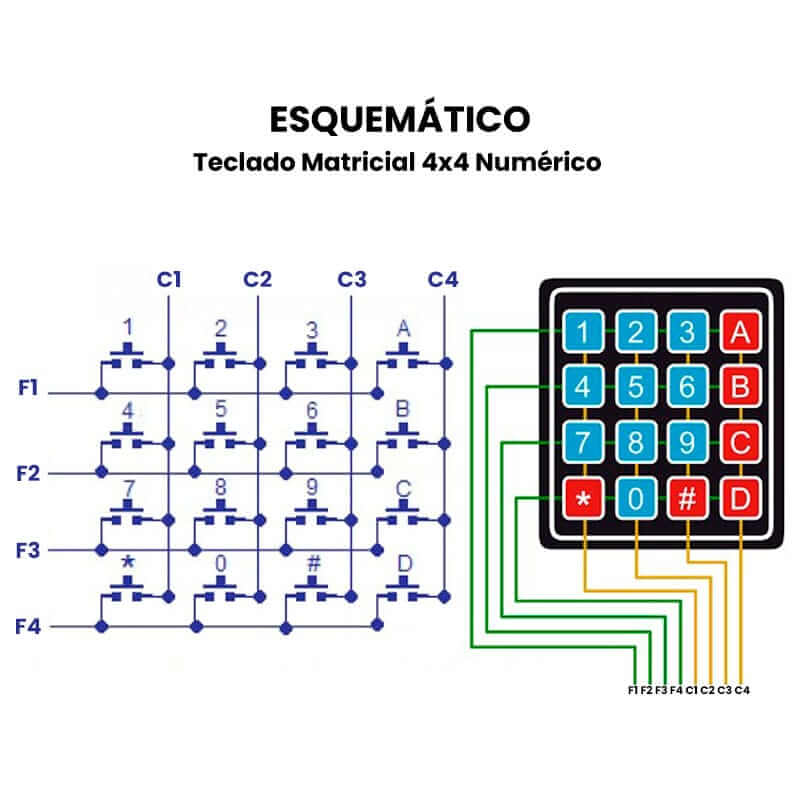 ESQUEMÁTICO
Teclado Matricial 4x4 Numérico
C1 C2 C3 C4
1 2 3 A
F1
4 5 6 B
F2
7 8 9 C
F3
* 0 # D
F4
1 2 3 A
4 5 6 B
7 8 9 C
* 0 # D
F1 F2 F3 F4 C1 C2 C3 C4